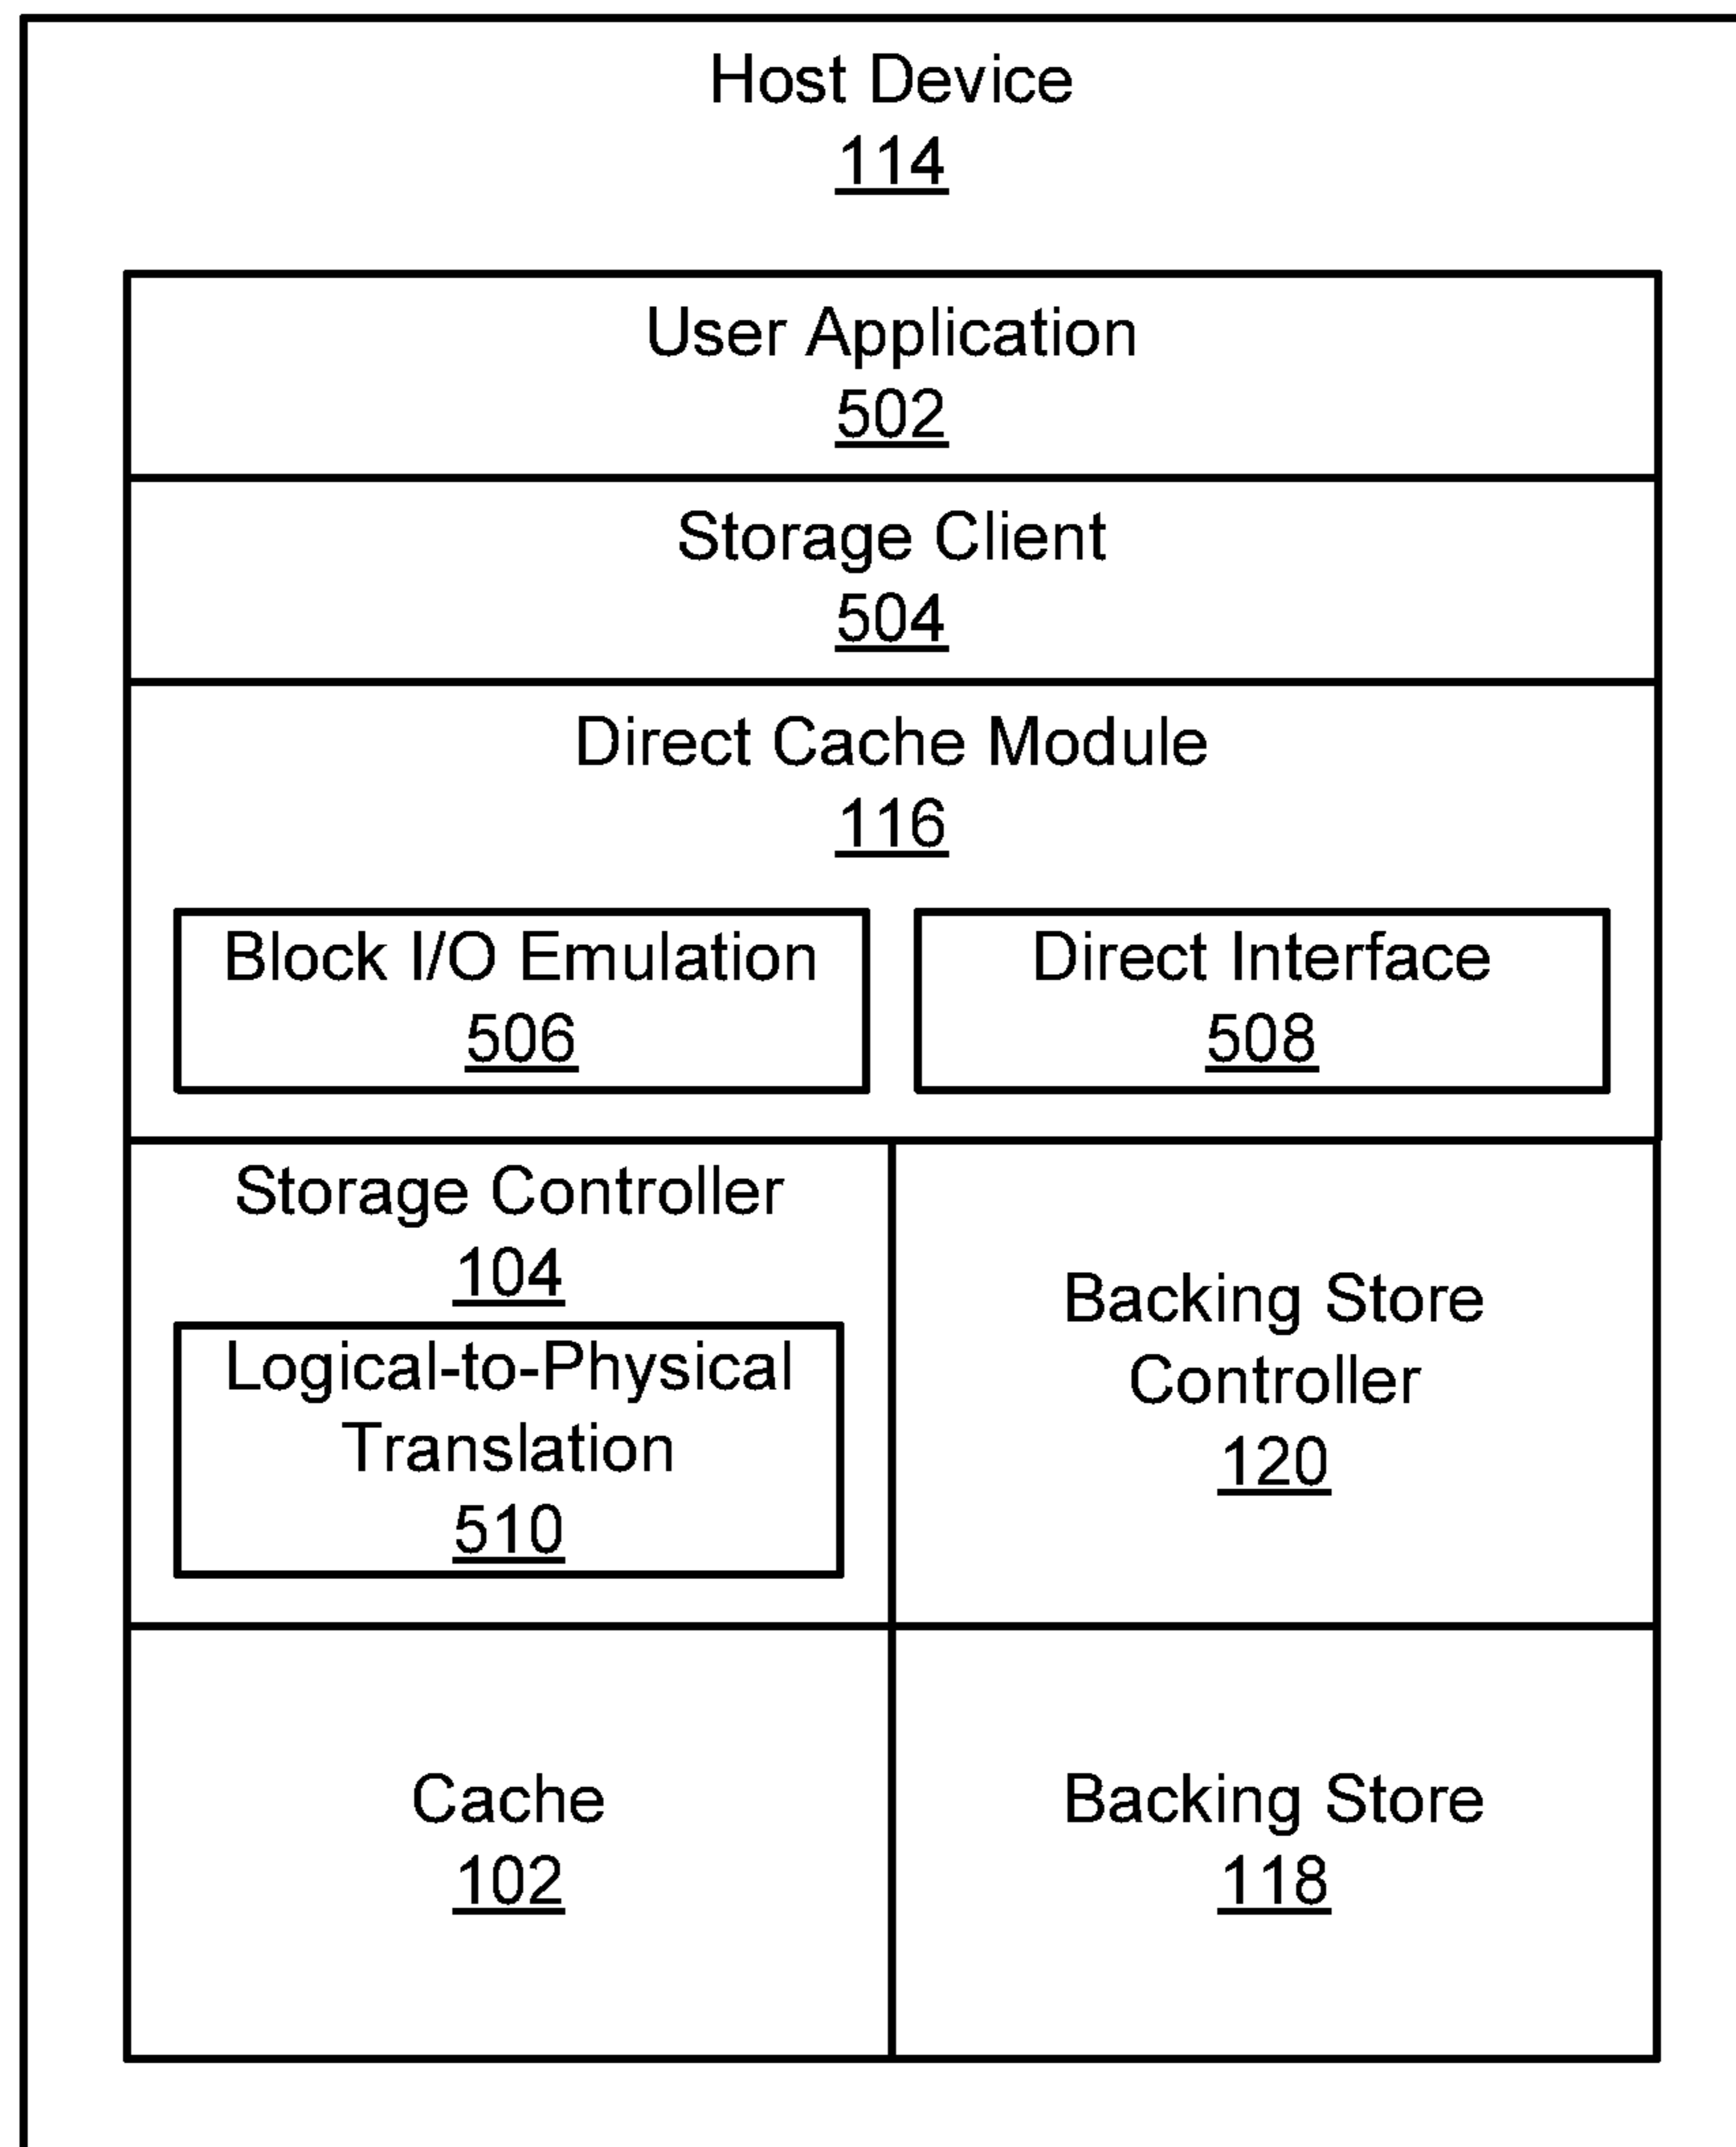 Host Device
114
User Application
502
Storage Client
504
Direct Cache Module
116
Block I/O Emulation
506
Direct Interface
508
Storage Controller
104
Logical-to-Physical
Translation
510
Backing Store
Controller
120
Cache
102
Backing Store
118